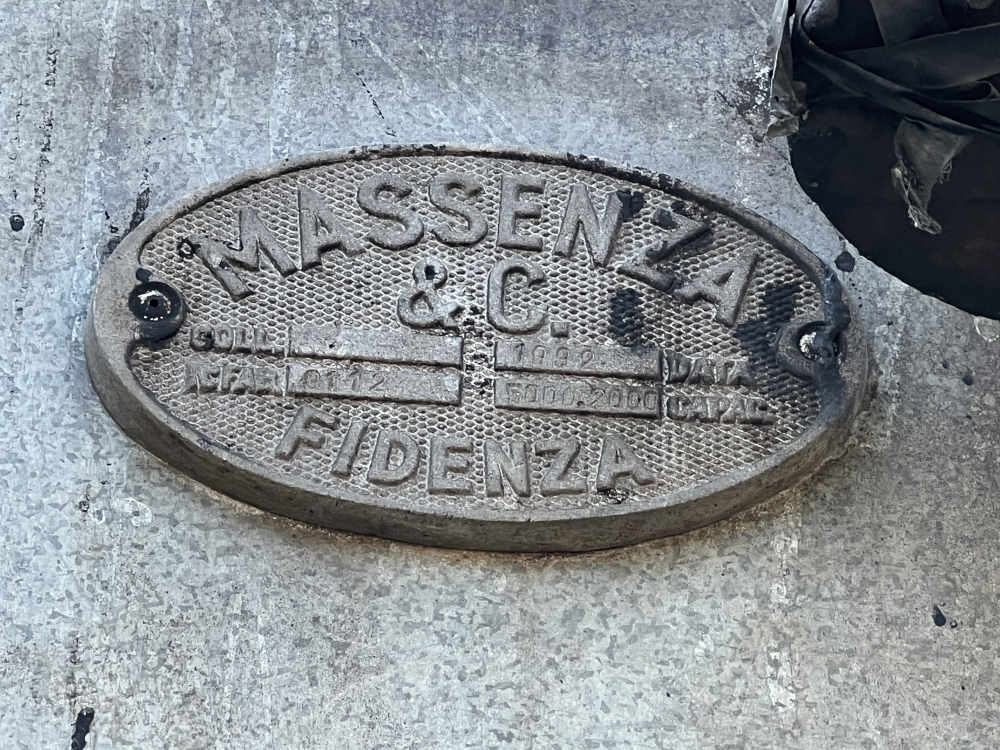 MASSENZA
& C.
COLL. 1992 DATA
N°FAB. 0112 5000.2000 CAPAC.
FIDENZA